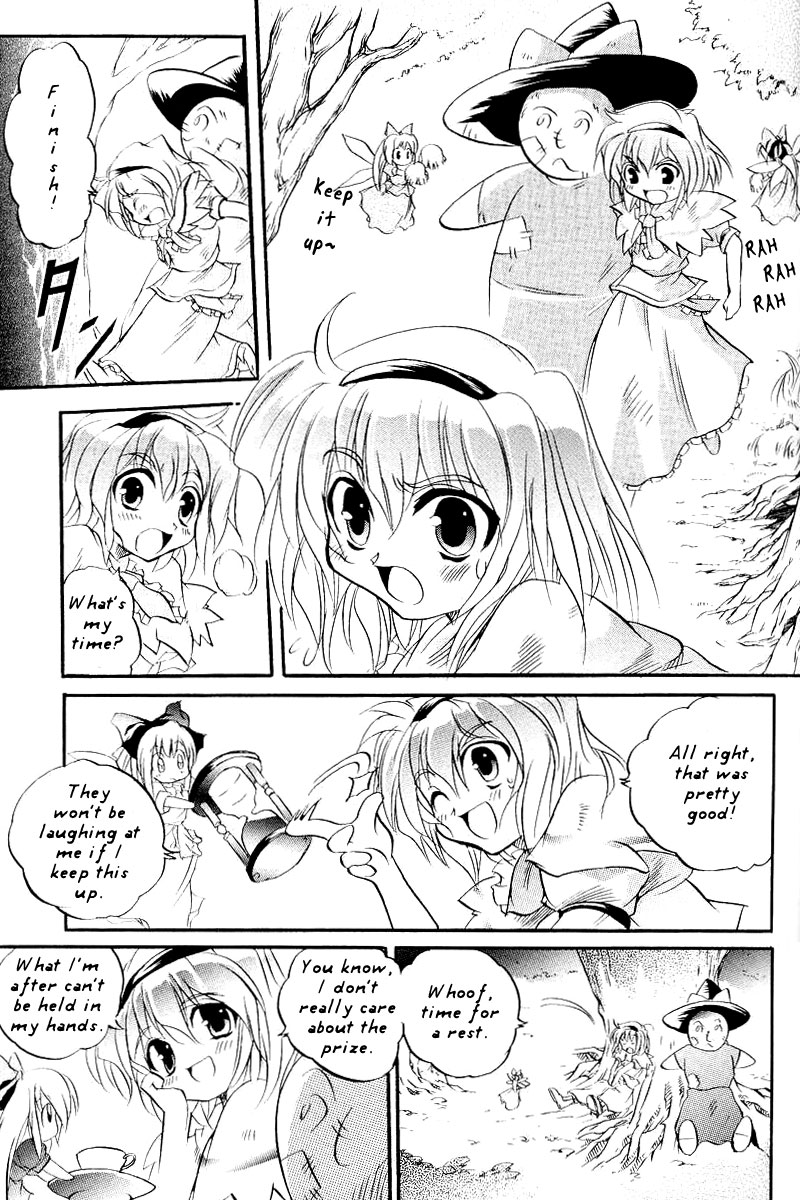 RAH
RAH
RAH
Keep
it
up~
Finish!
タン
What's
my
time?
All right,
that was
pretty
good!
They
won't be
laughing at
me if I
keep this
up.
Whoof,
time for
a rest.
You know,
I don't
really care
about the
prize.
What I'm
after can't
be held in
my hands.